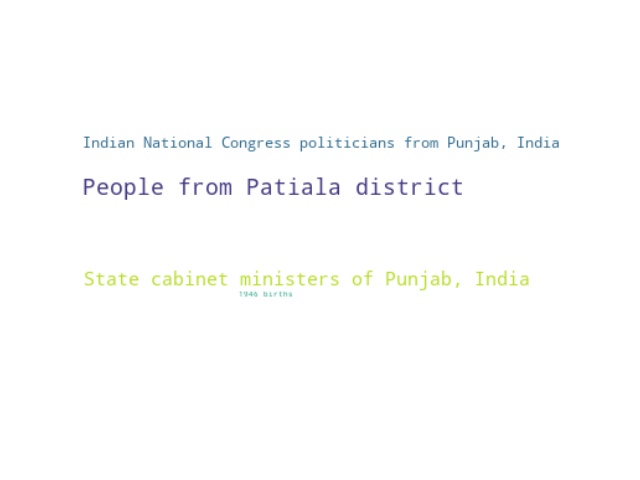 Indian National Congress politicians from Punjab, India
People from Patiala district
State cabinet ministers of Punjab, India
1946 births